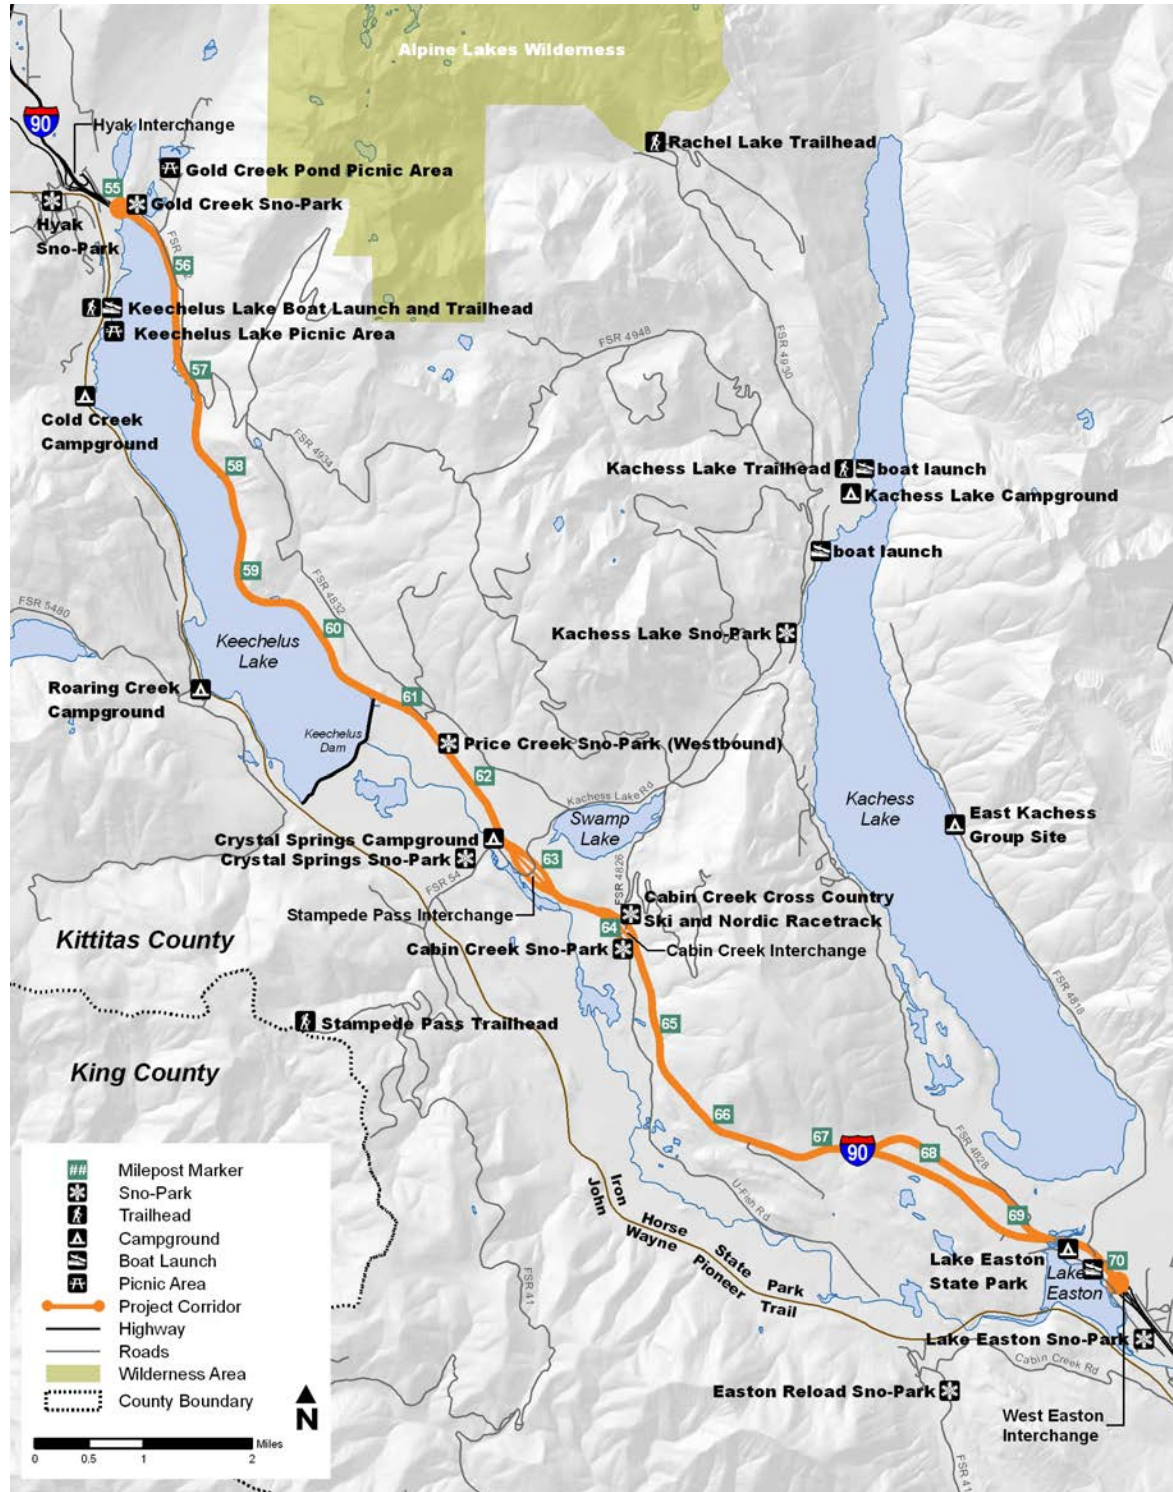 Alpine Lakes Wilderness
90
Hyak Interchange
Rachel Lake Trailhead
Gold Creek Pond Picnic Area
55
Gold Creek Sno-Park
Hyak
Sno-Park
FSR
56
Keechelus Lake Boat Launch and Trailhead
Keechelus Lake Picnic Area
FSR 4948
FSR 4930
57
Cold Creek
Campground
FSR 4934
58
Kachess Lake Trailhead
boat launch
Kachess Lake Campground
boat launch
59
FSR 4832
FSR 5480
60
Keechelus
Lake
Kachess Lake Sno-Park
Roaring Creek
Campground
61
Keechelus
Dam
Price Creek Sno-Park (Westbound)
62
Kachess Lake Rd
Swamp
Lake
Kachess
Lake
East Kachess
Group Site
Crystal Springs Campground
Crystal Springs Sno-Park
63
FSR 54
FSR 4826
Stampede Pass Interchange
Cabin Creek Cross Country
Ski and Nordic Racetrack
64
Cabin Creek Sno-Park
Cabin Creek Interchange
Kittitas County
FSR 4818
Stampede Pass Trailhead
65
King County
66
67
90
68
FSR 4828
U-Fish Rd
69
Iron Horse State Park
John Wayne Pioneer Trail
Lake Easton
State Park
Lake
Easton
70
FSR 41
Lake Easton Sno-Park
Cabin Creek Rd
Easton Reload Sno-Park
West Easton
Interchange
FSR 41
## Milepost Marker
Sno-Park
Trailhead
Campground
Boat Launch
Picnic Area
Project Corridor
Highway
Roads
Wilderness Area
County Boundary
N
Miles
0 0.5 1 2